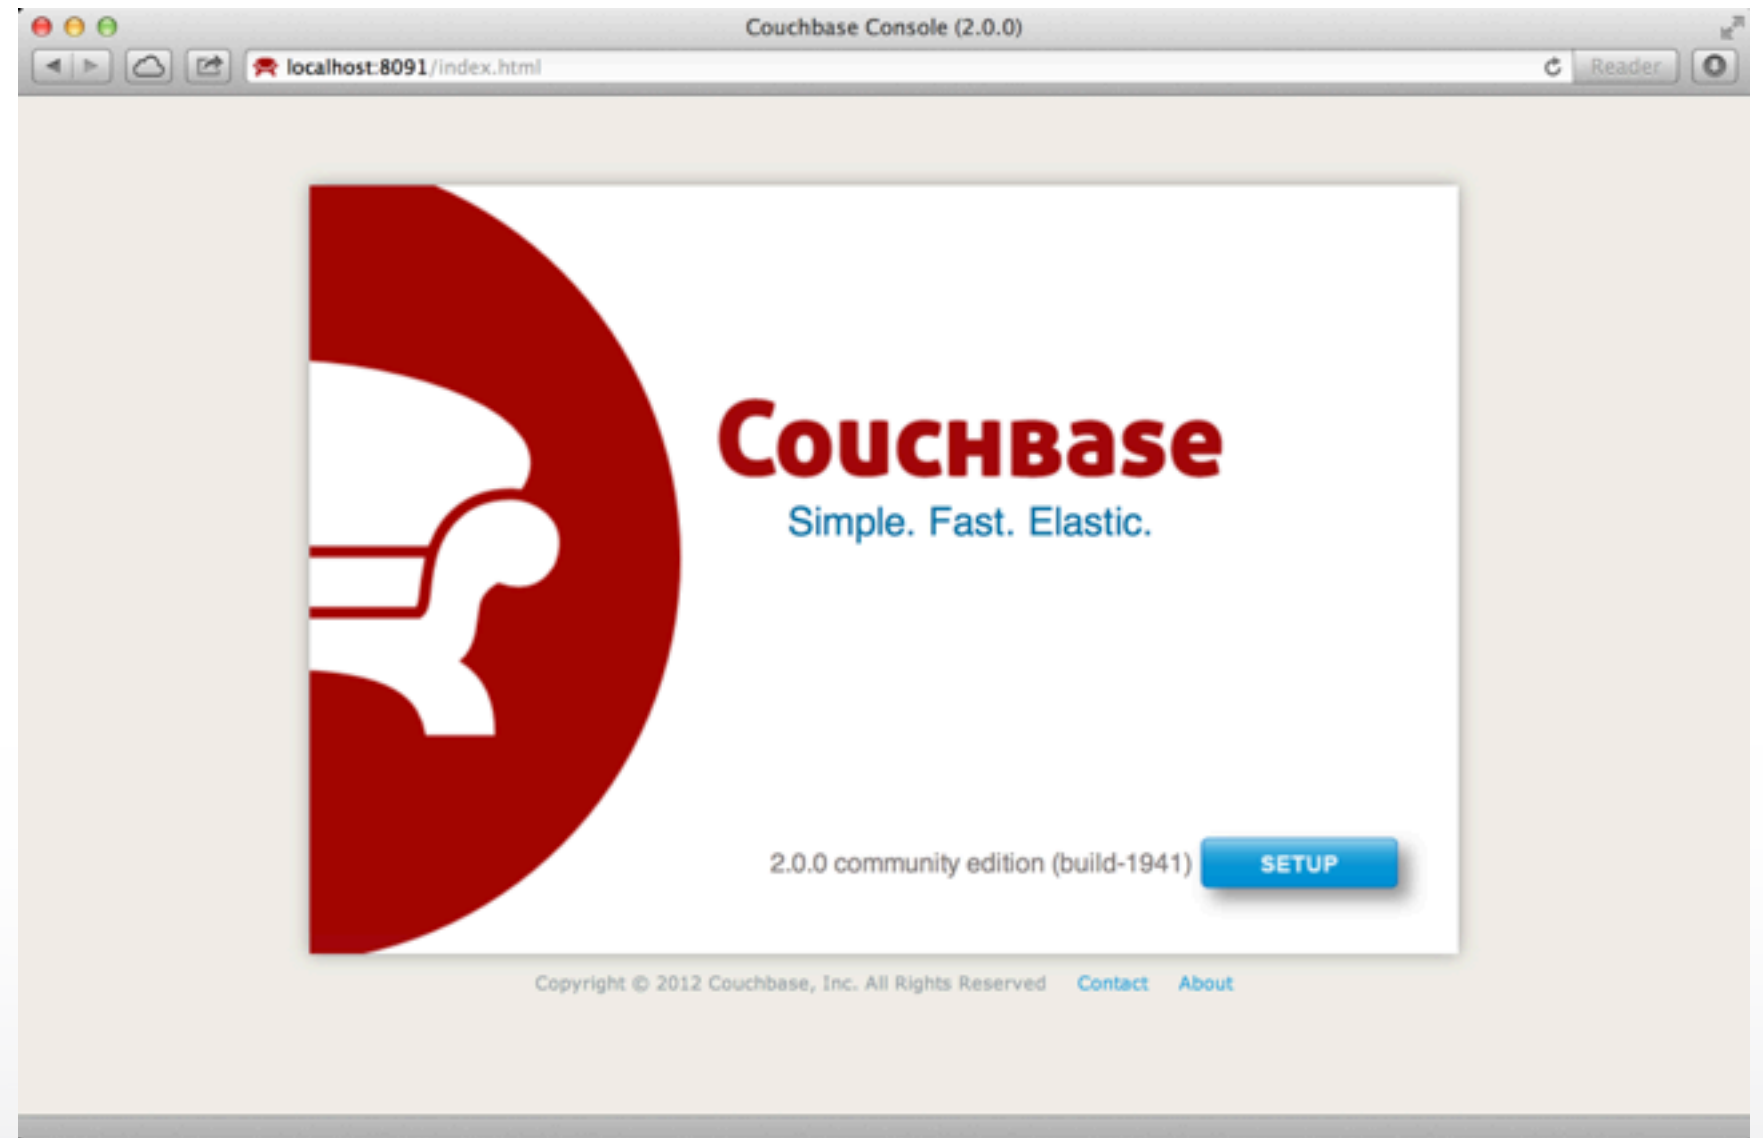 Couchbase Console (2.0.0)
localhost:8091/index.html
Reader
Couchbase
Simple. Fast. Elastic.
2.0.0 community edition (build-1941)
SETUP
Copyright © 2012 Couchbase, Inc. All Rights Reserved Contact About